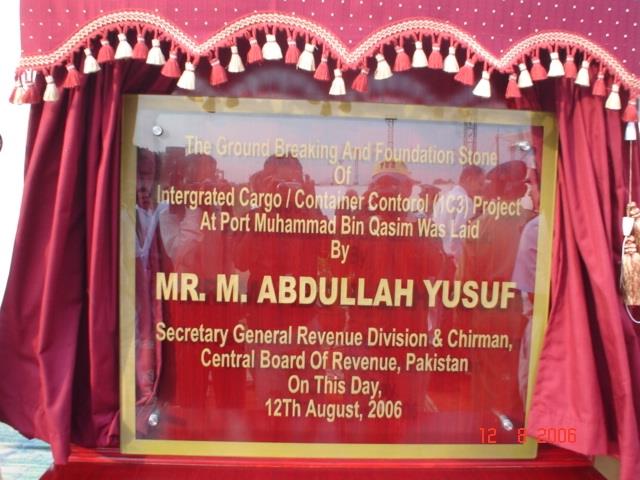 The Ground Breaking And Foundation Stone
Of
Intergrated Cargo / Container Contorol (1C3) Project
At Port Muhammad Bin Qasim Was Laid
By
MR. M. ABDULLAH YUSUF
Secretary General Revenue Division & Chirman,
Central Board Of Revenue, Pakistan
On This Day,
12Th August, 2006
12 8 2006